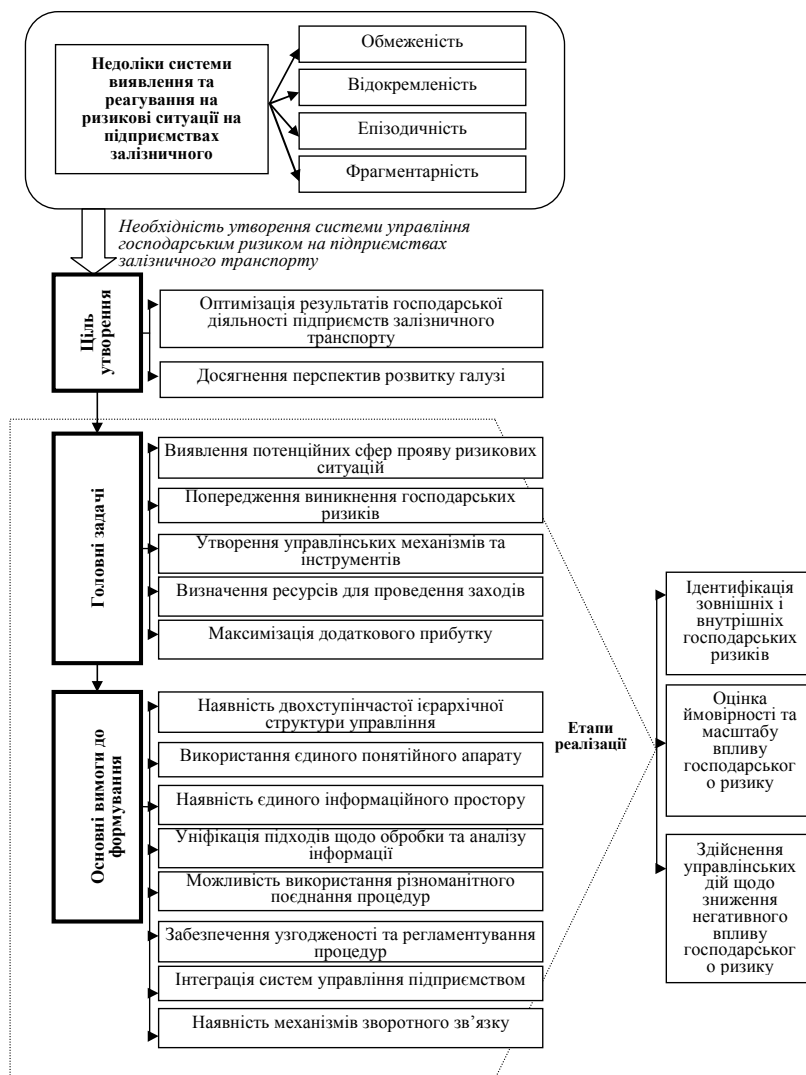 Недоліки системи
виявлення та
реагування на
ризикові ситуації на
підприємствах
залізничного
Обмеженість
Відокремленість
Епізодичність
Фрагментарність
Необхідність утворення системи управління
господарським ризиком на підприємствах
залізничного транспорту
Ціль
утворення
Оптимізація результатів господарської
діяльності підприємств залізничного
транспорту
Досягнення перспектив розвитку галузі
Головні задачі
Виявлення потенційних сфер прояву ризикових
ситуацій
Попередження виникнення господарських
ризиків
Утворення управлінських механізмів та
інструментів
Визначення ресурсів для проведення заходів
Максимізація додаткового прибутку
Основні вимоги до
формування
Наявність двохступінчастої ієрархічної
структури управління
Використання єдиного понятійного апарату
Наявність єдиного інформаційного простору
Уніфікація підходів щодо обробки та аналізу
інформації
Можливість використання різноманітного
поєднання процедур
Забезпечення узгодженості та регламентування
процедур
Інтеграція систем управління підприємством
Наявність механізмів зворотного зв’язку
Етапи
реалізації
Ідентифікація
зовнішніх і
внутрішніх
господарських
ризиків
Оцінка
ймовірності та
масштабу
впливу
господарськог
о ризику
Здійснення
управлінських
дій щодо
зниження
негативного
впливу
господарськог
о ризику